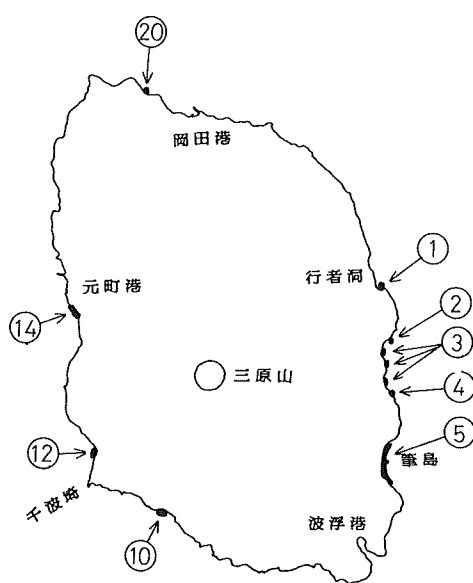 ⑳
岡田港
①
行者洞
②
元町港
⑭
③
三原山
④
⑤
筆島
⑫
千波崎
波浮港
⑩